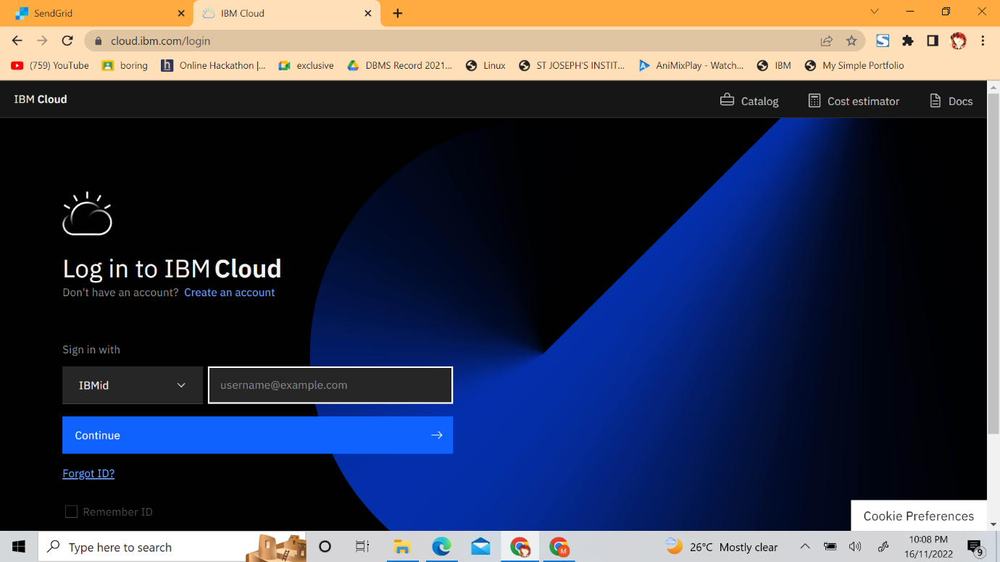 SendGrid
IBM Cloud
cloud.ibm.com/login
(759) YouTube
boring
Online Hackathon |...
exclusive
DBMS Record 2021...
Linux
ST JOSEPH'S INSTIT...
AniMixPlay - Watch...
IBM
My Simple Portfolio
IBM Cloud
Catalog
Cost estimator
Docs
Log in to IBM Cloud
Don't have an account? Create an account
Sign in with
IBMid
username@example.com
Continue
Forgot ID?
Remember ID
Cookie Preferences
Type here to search
M
26°C Mostly clear
10:08 PM
16/11/2022
9